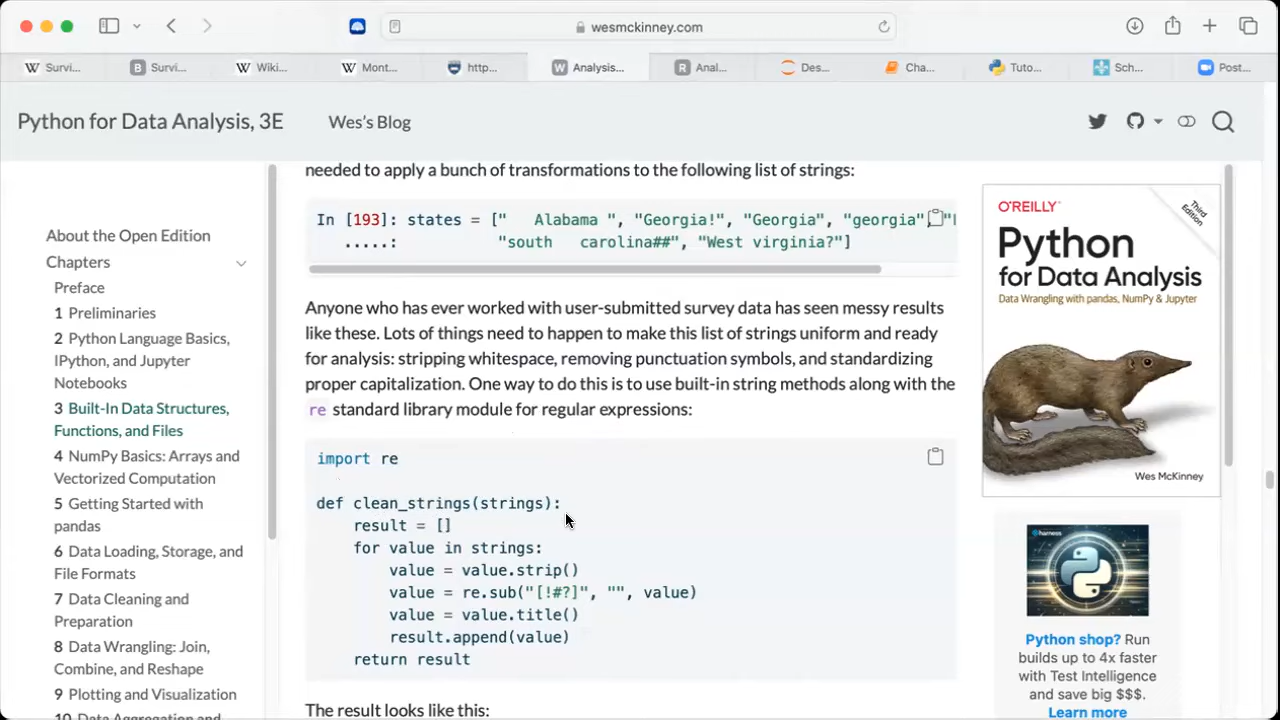 wesmckinney.com
Survi...
Survi...
Wiki...
Mont...
http...
Analysis...
Anal...
Des...
Cha...
Tuto...
Sch...
Post...
Python for Data Analysis, 3E
Wes's Blog
About the Open Edition
Chapters
Preface
1 Preliminaries
2 Python Language Basics,
IPython, and Jupyter
Notebooks
3 Built-In Data Structures,
Functions, and Files
4 NumPy Basics: Arrays and
Vectorized Computation
5 Getting Started with
pandas
6 Data Loading, Storage, and
File Formats
7 Data Cleaning and
Preparation
8 Data Wrangling: Join,
Combine, and Reshape
9 Plotting and Visualization
10 Data Aggregation and
needed to apply a bunch of transformations to the following list of strings:
In [193]: states = ["   Alabama ", "Georgia!", "Georgia", "georgia",
.....:            "south   carolina##", "West virginia?"]
Anyone who has ever worked with user-submitted survey data has seen messy results
like these. Lots of things need to happen to make this list of strings uniform and ready
for analysis: stripping whitespace, removing punctuation symbols, and standardizing
proper capitalization. One way to do this is to use built-in string methods along with the
re standard library module for regular expressions:
import re
def clean_strings(strings):
    result = []
    for value in strings:
        value = value.strip()
        value = re.sub("[!#?]", "", value)
        value = value.title()
        result.append(value)
    return result
The result looks like this:
O'REILLY
Third
Edition
Python
for Data Analysis
Data Wrangling with pandas, NumPy & Jupyter
Wes McKinney
harness
Python shop? Run
builds up to 4x faster
with Test Intelligence
and save big $$$.
Learn more